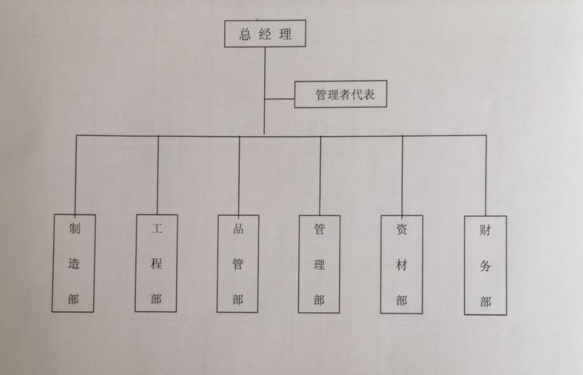 总经理
管理者代表
制造部
工程部
品管部
管理部
资材部
财务部